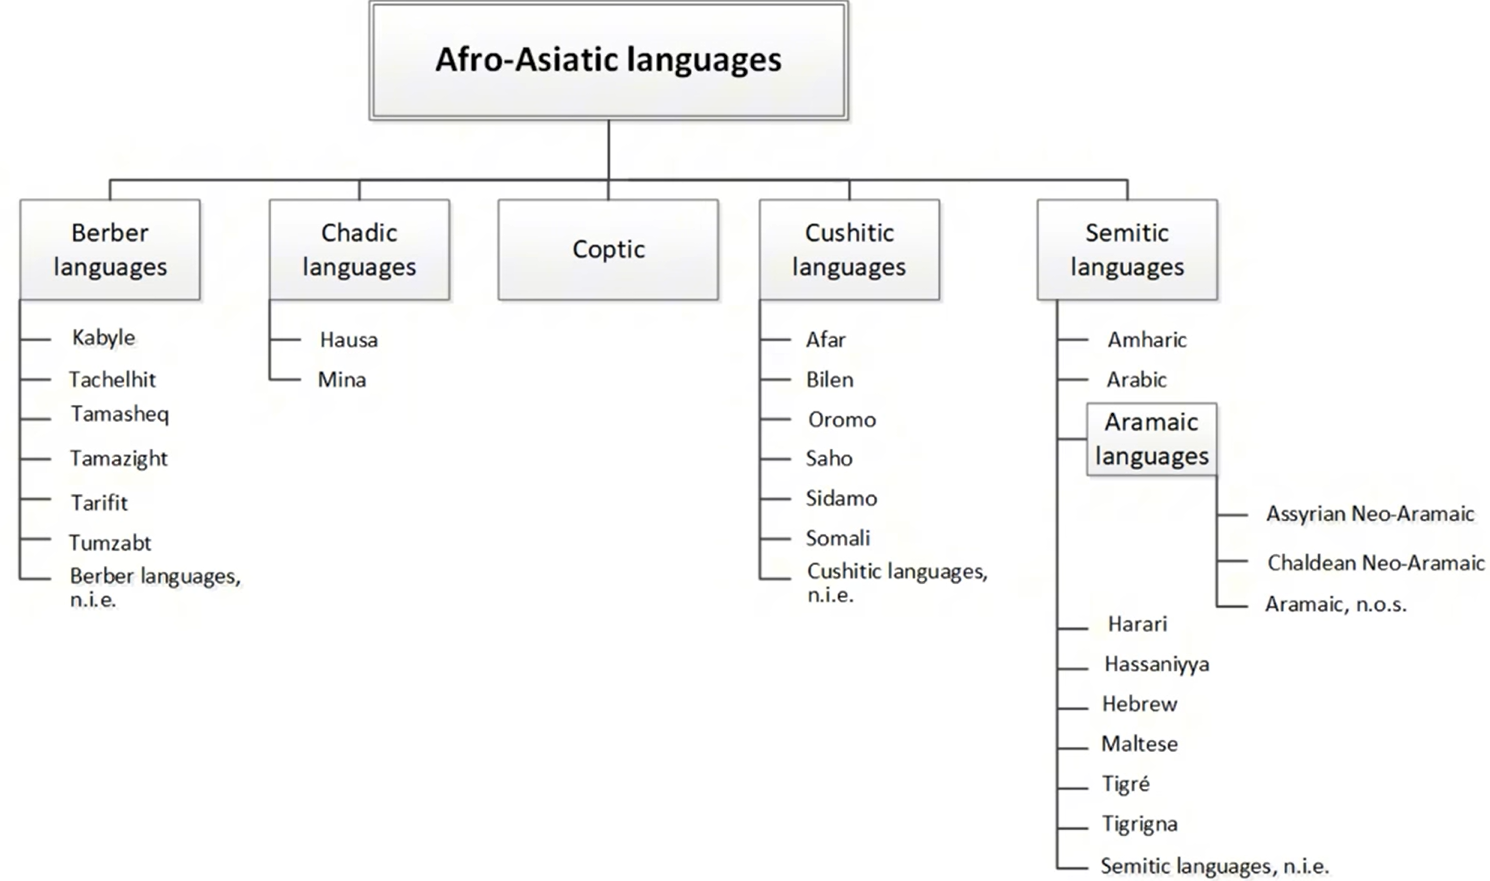 Afro-Asiatic languages
Berber
languages
Kabyle
Tachelhit
Tamasheq
Tamazight
Tarifit
Tumzabt
Berber languages,
n.i.e.
Chadic
languages
Hausa
Mina
Coptic
Cushitic
languages
Afar
Bilen
Oromo
Saho
Sidamo
Somali
Cushitic languages,
n.i.e.
Semitic
languages
Amharic
Arabic
Aramaic
languages
Assyrian Neo-Aramaic
Chaldean Neo-Aramaic
Aramaic, n.o.s.
Harari
Hassaniyya
Hebrew
Maltese
Tigré
Tigrigna
Semitic languages, n.i.e.